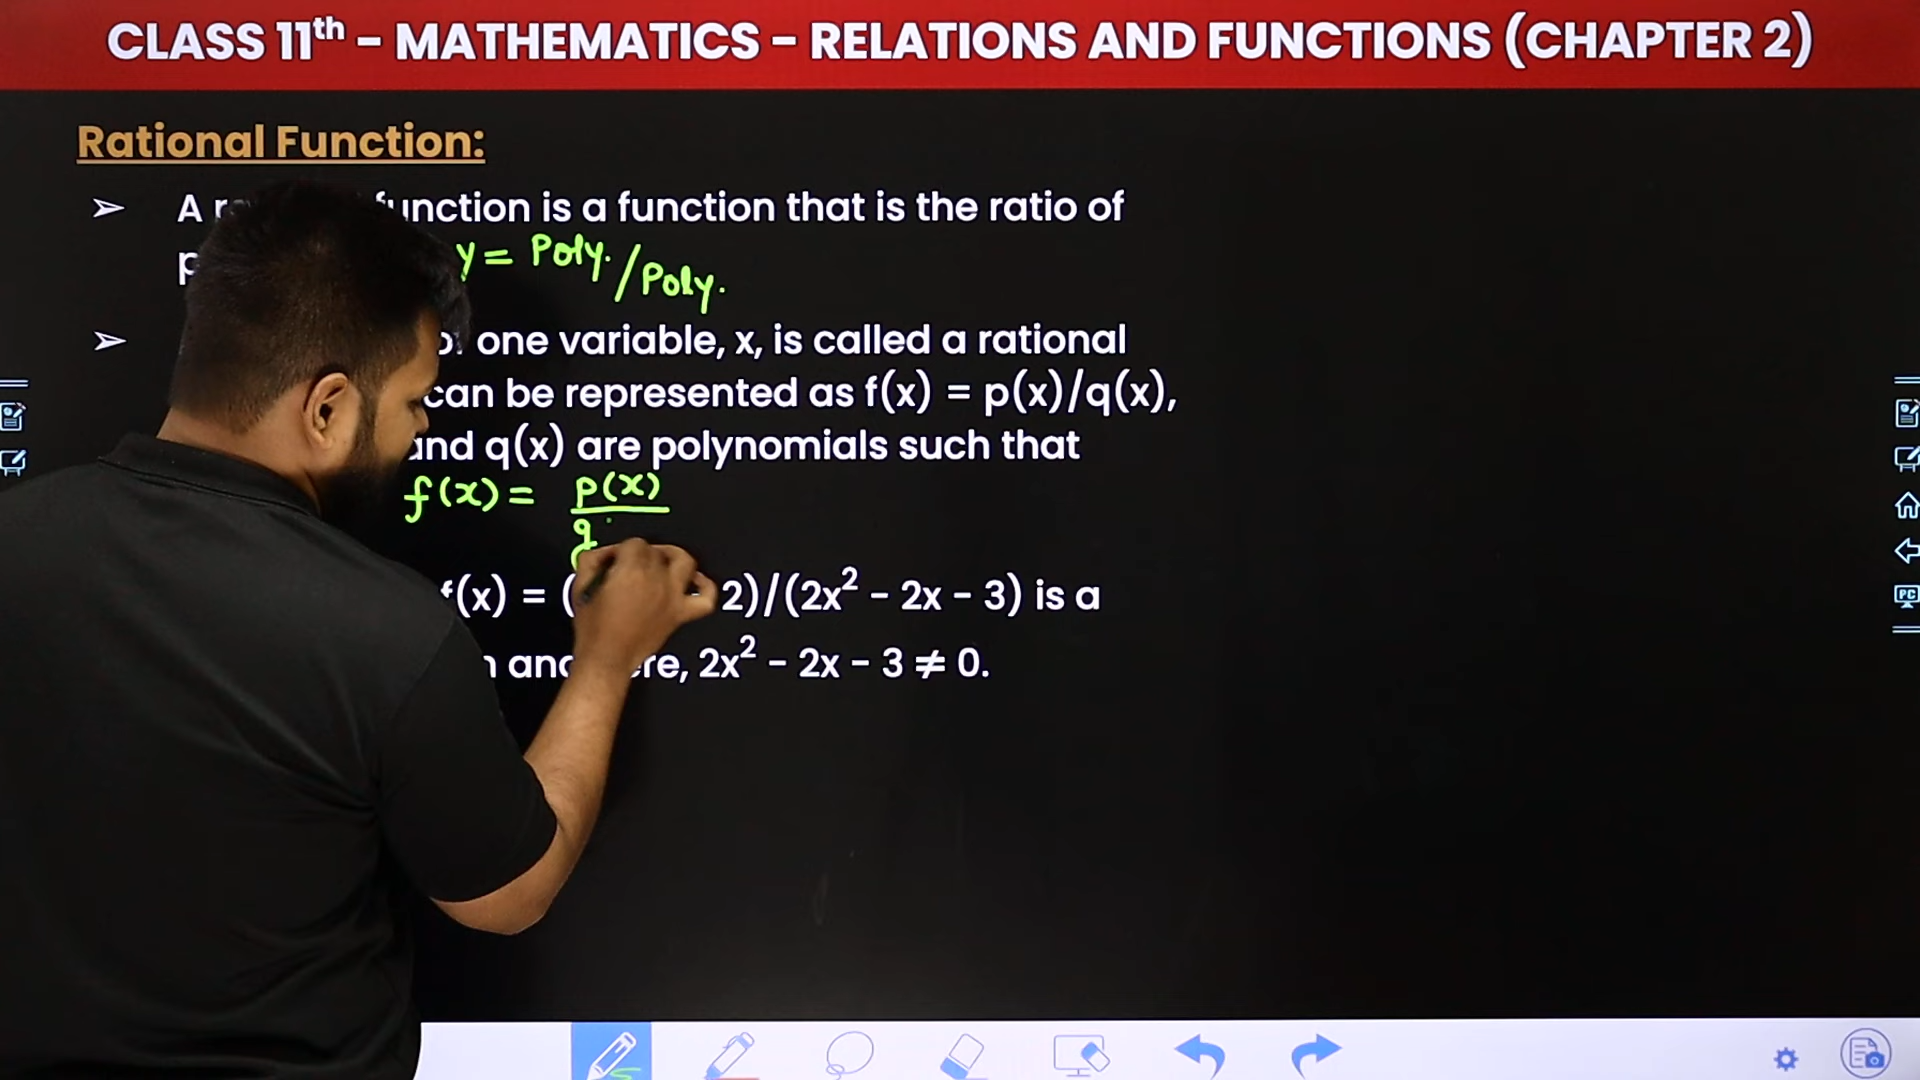 CLASS 11th - MATHEMATICS - RELATIONS AND FUNCTIONS (CHAPTER 2)
Rational Function:
➢ A function is a function that is the ratio of
y = Poly. / Poly.
➢ one variable, x, is called a rational
can be represented as f(x) = p(x)/q(x),
and q(x) are polynomials such that
f(x) = p(x)
q
f(x) = ( 2)/(2x² - 2x - 3) is a
2x² - 2x - 3 ≠ 0.
PC